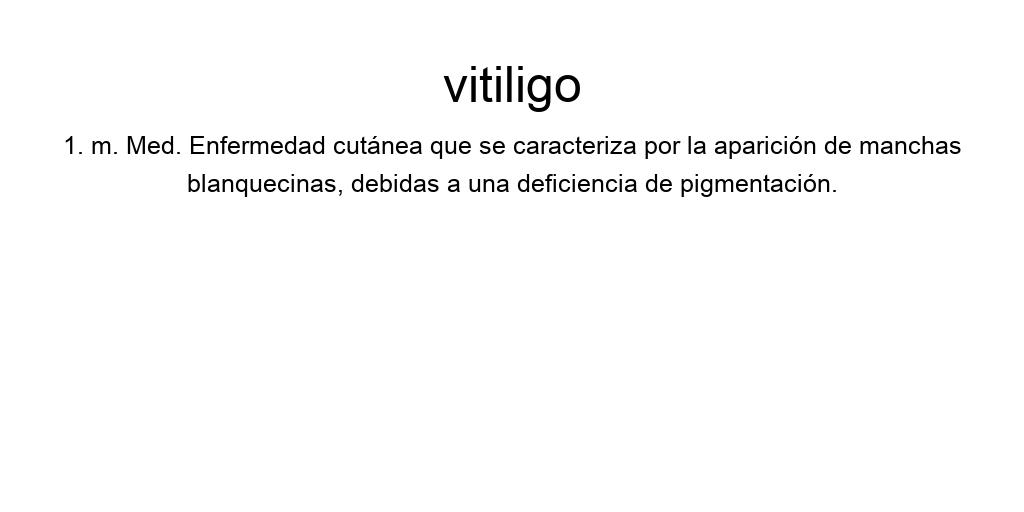 vitiligo
1. m. Med. Enfermedad cutánea que se caracteriza por la aparición de manchas
blanquecinas, debidas a una deficiencia de pigmentación.